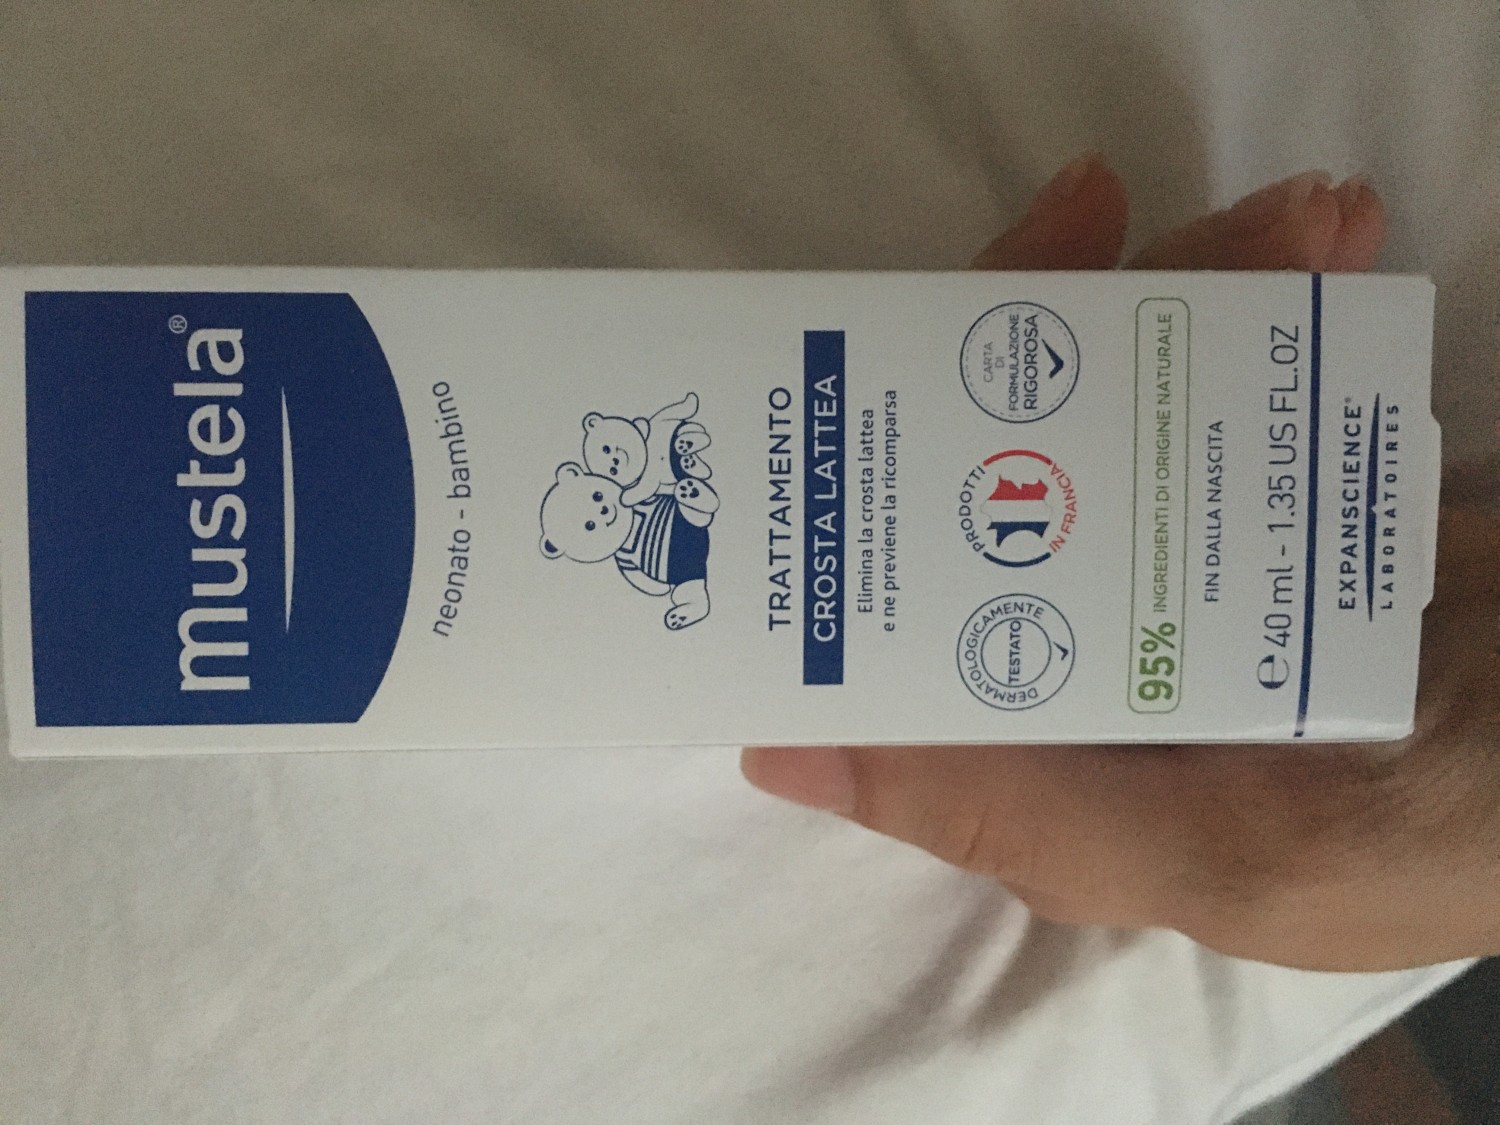 mustela®
neonato - bambino
TRATTAMENTO
CROSTA LATTEA
Elimina la crosta lattea
e ne previene la ricomparsa
DERMATOLOGICAMENTE
TESTATO
PRODOTTI
IN FRANCIA
CARTA
DI
FORMULAZIONE
RIGOROSA
95% INGREDIENTI DI ORIGINE NATURALE
FIN DALLA NASCITA
℮ 40 ml - 1.35 US FL.OZ
EXPANSCIENCE®
LABORATOIRES